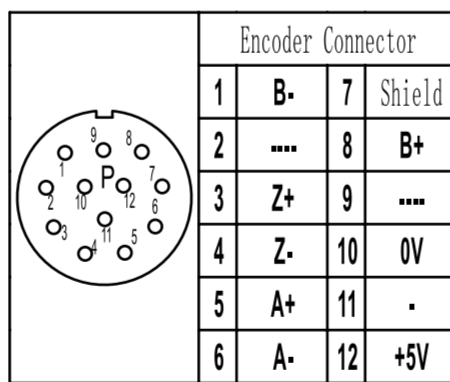 Encoder Connector
1 B- 7 Shield
2 ---- 8 B+
3 Z+ 9 ----
4 Z- 10 0V
5 A+ 11 -
6 A- 12 +5V
9 8
1 P 7
2 10 12
3 11 6
4 5